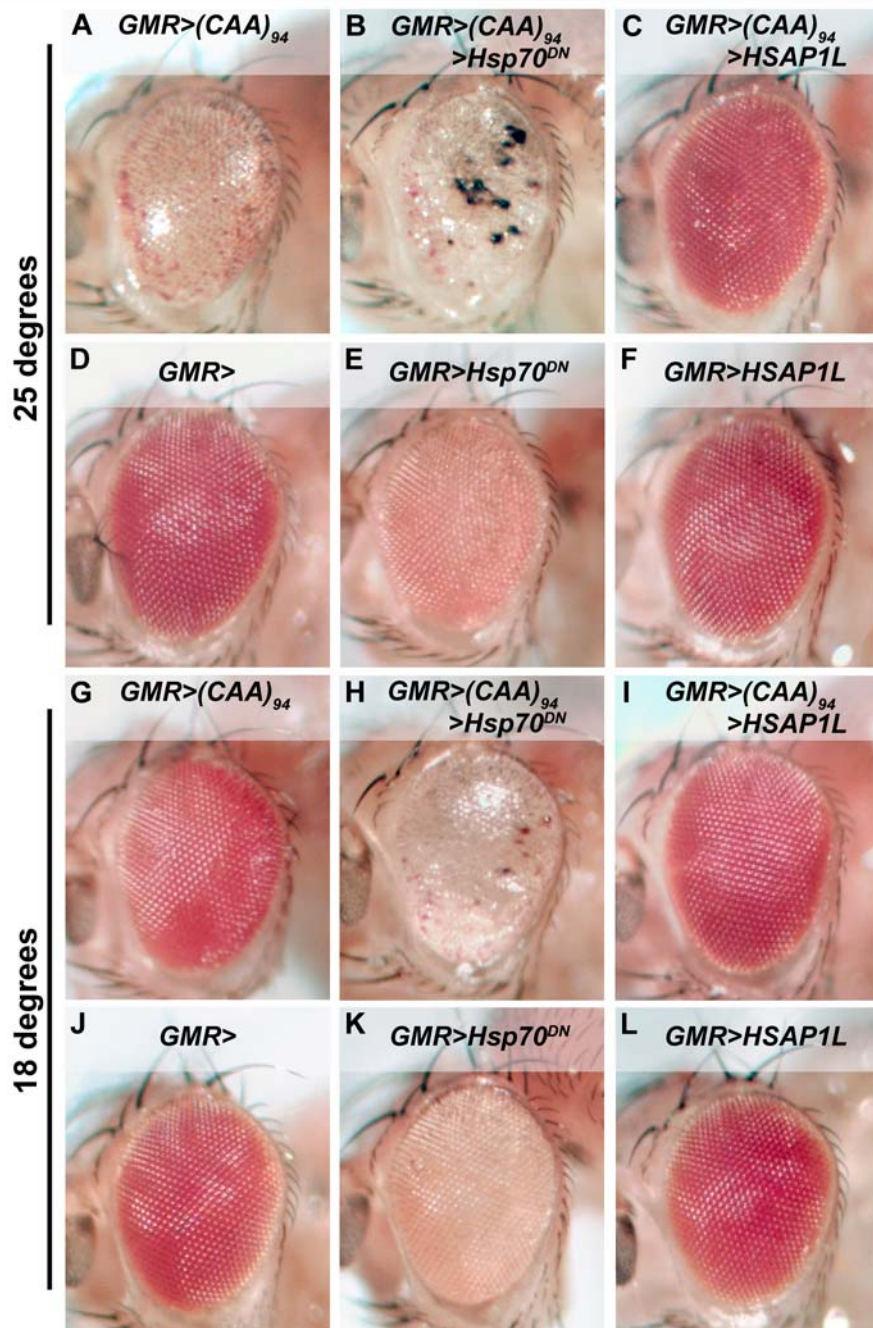 25 degrees
A GMR>(CAA)94
B GMR>(CAA)94
>Hsp70DN
C GMR>(CAA)94
>HSAP1L
D GMR>
E GMR>Hsp70DN
F GMR>HSAP1L
18 degrees
G GMR>(CAA)94
H GMR>(CAA)94
>Hsp70DN
I GMR>(CAA)94
>HSAP1L
J GMR>
K GMR>Hsp70DN
L GMR>HSAP1L